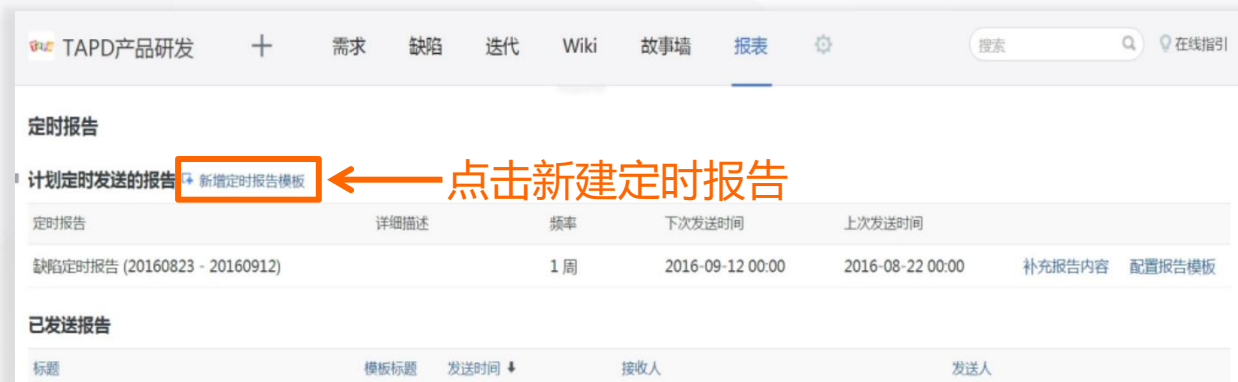 TAPD产品研发 需求 缺陷 迭代 Wiki 故事墙 报表 搜索 在线指引
定时报告
计划定时发送的报告 新增定时报告模板 点击新建定时报告
定时报告 详细描述 频率 下次发送时间 上次发送时间
缺陷定时报告 (20160823 - 20160912) 1 周 2016-09-12 00:00 2016-08-22 00:00 补充报告内容 配置报告模板
已发送报告
标题 模板标题 发送时间 接收人 发送人